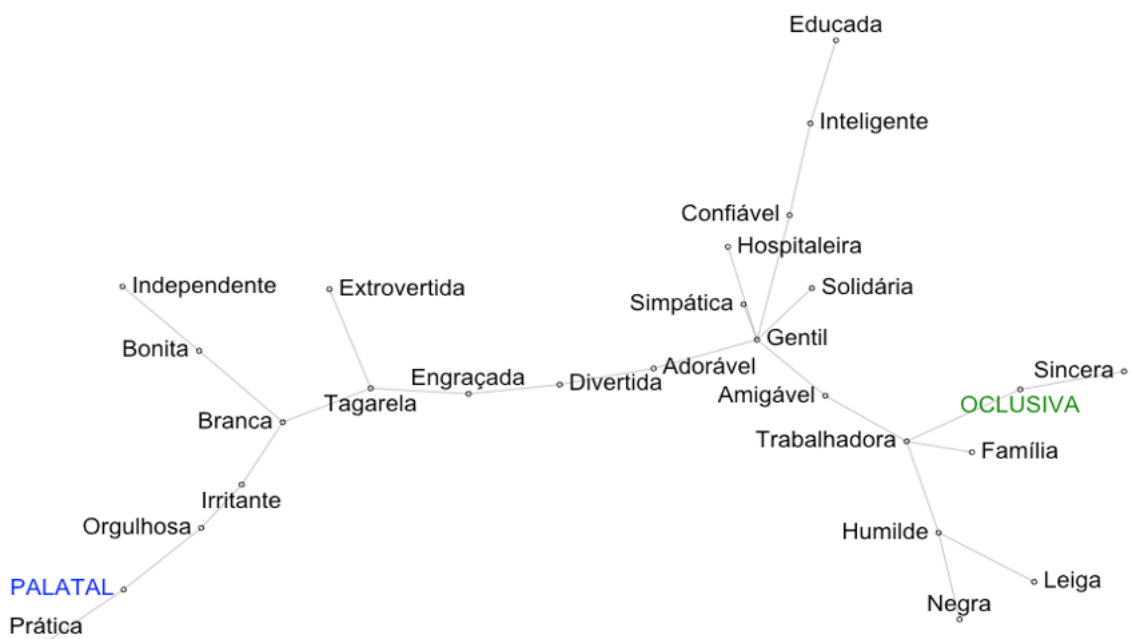 Educada
Inteligente
Confiável
Hospitaleira
Independente
Extrovertida
Solidária
Simpática
Gentil
Bonita
Adorável
Sincera
Engraçada
Divertida
Amigável
Tagarela
OCLUSIVA
Branca
Trabalhadora
Família
Irritante
Orgulhosa
Humilde
Leiga
PALATAL
Negra
Prática